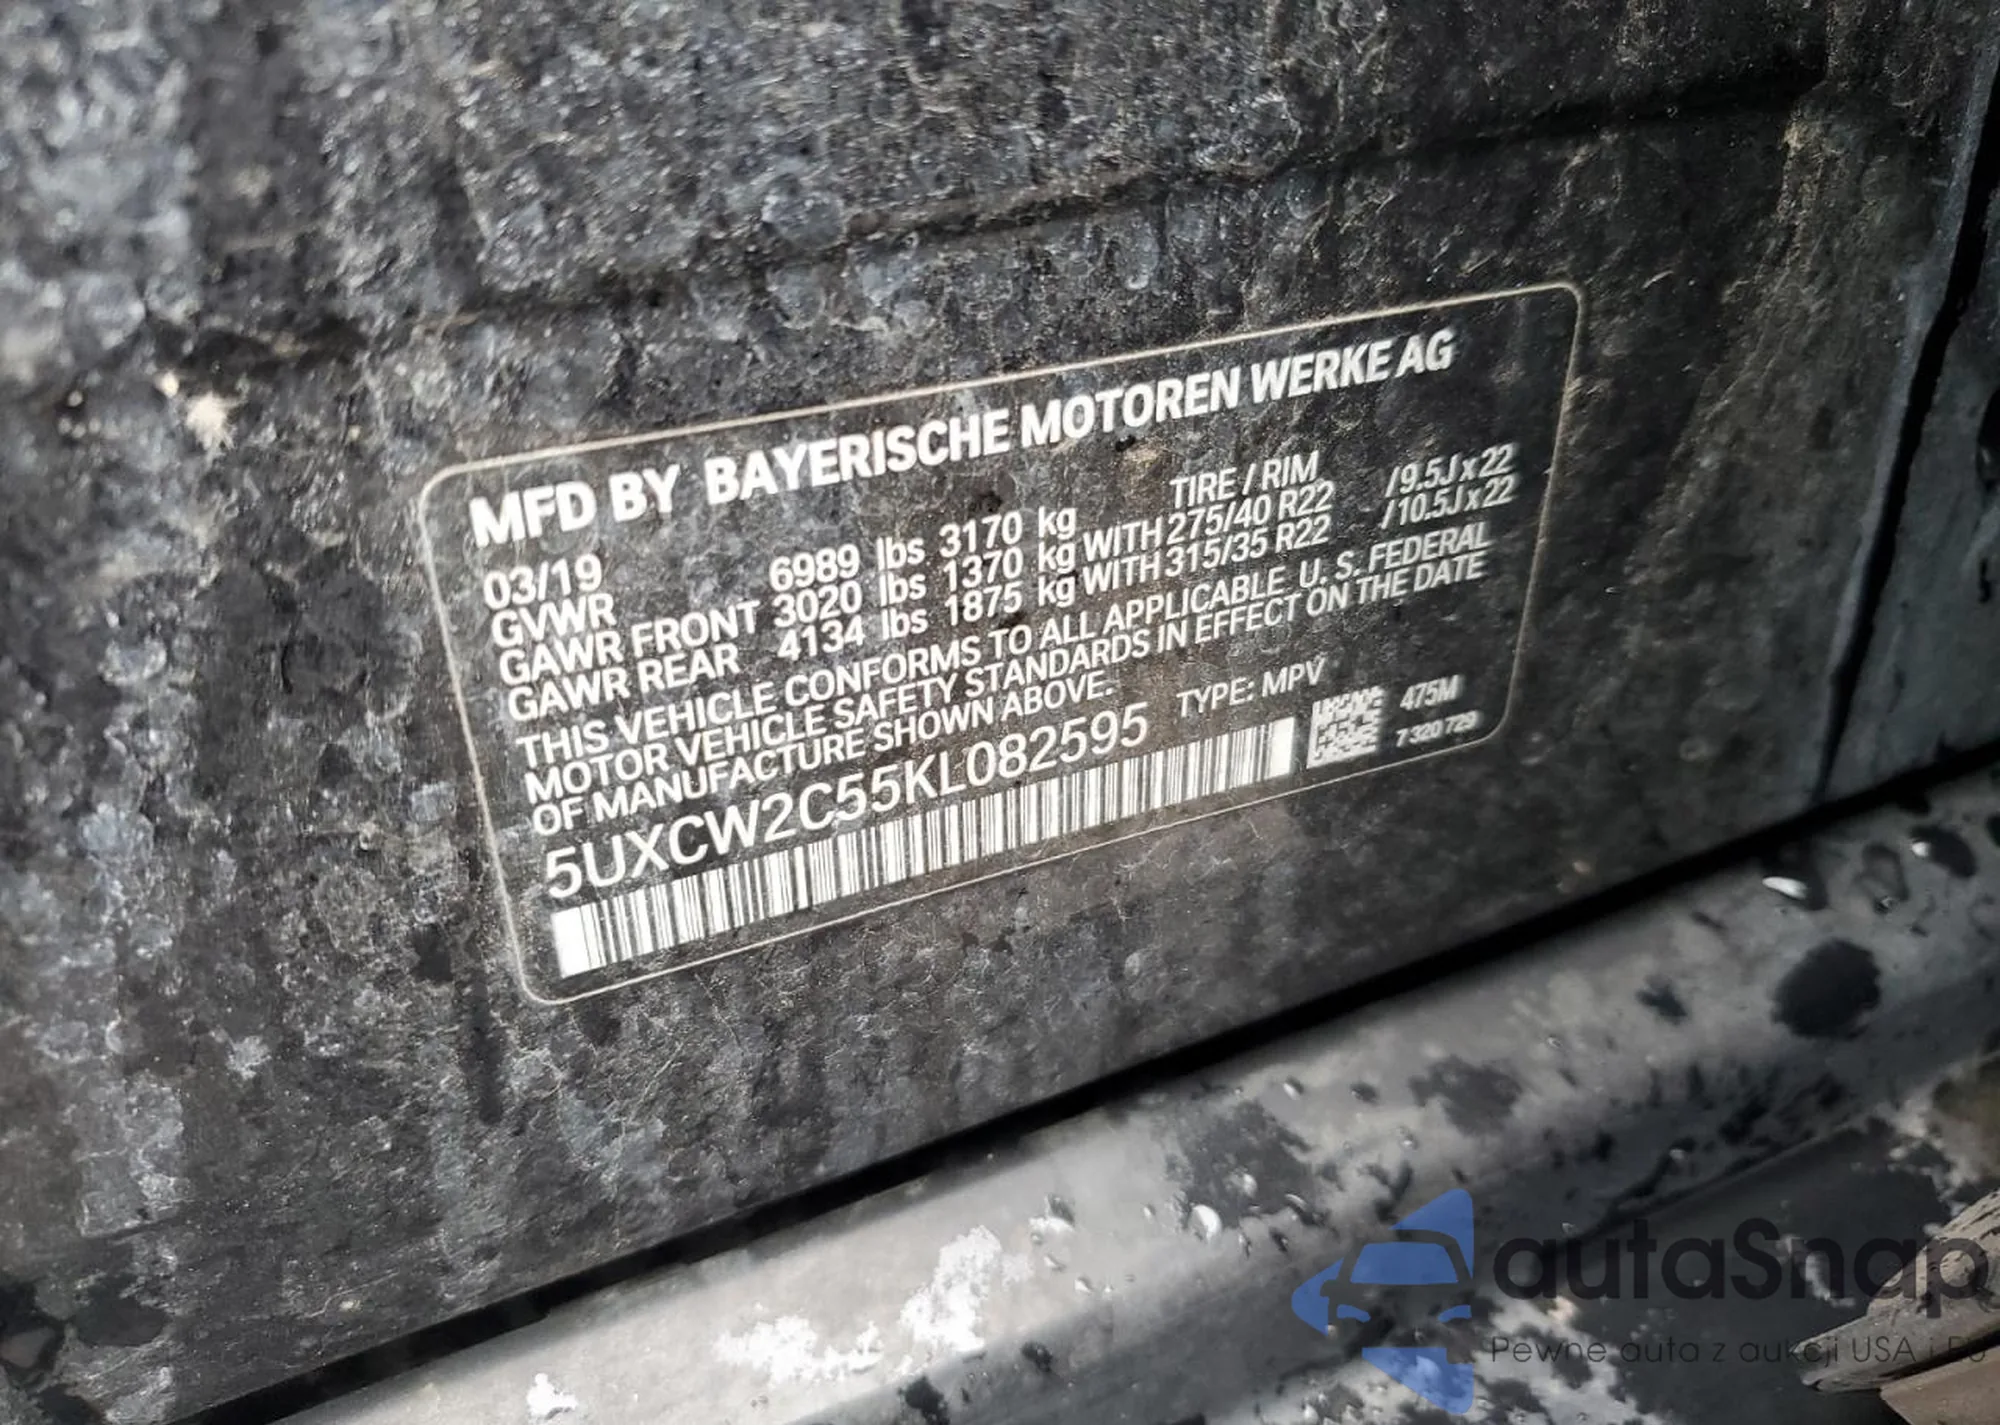 MFD BY BAYERISCHE MOTOREN WERKE AG
03/19 TIRE / RIM
GVWR 6989 lbs 3170 kg
GAWR FRONT 3020 lbs 1370 kg WITH 275/40 R22 /9.5J x 22
GAWR REAR 4134 lbs 1875 kg WITH 315/35 R22 /10.5J x 22
THIS VEHICLE CONFORMS TO ALL APPLICABLE U. S. FEDERAL
MOTOR VEHICLE SAFETY STANDARDS IN EFFECT ON THE DATE
OF MANUFACTURE SHOWN ABOVE.
5UXCW2C55KL082595 TYPE: MPV
475M
7 320 729
autaSnap
Pewne auta z aukcji USA i EU